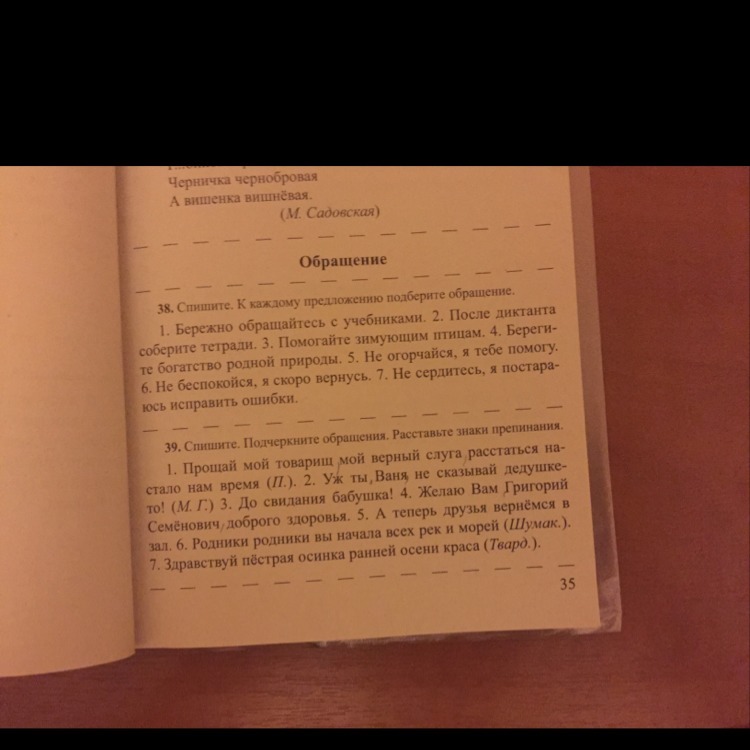 Черничка чернобровая
А вишенка вишнёвая.
(М. Садовская)
Обращение
38. Спишите. К каждому предложению подберите обращение.
1. Бережно обращайтесь с учебниками. 2. После диктанта
соберите тетради. 3. Помогайте зимующим птицам. 4. Береги-
те богатство родной природы. 5. Не огорчайся, я тебе помогу.
6. Не беспокойся, я скоро вернусь. 7. Не сердитесь, я постара-
юсь исправить ошибки.
39. Спишите. Подчеркните обращения. Расставьте знаки препинания.
1. Прощай мой товарищ, мой верный слуга, расстаться на-
стало нам время (П.). 2. Уж ты, Ваня, не сказывай дедушке-
то! (М. Г.) 3. До свидания бабушка! 4. Желаю Вам, Григорий
Семёнович, доброго здоровья. 5. А теперь друзья вернёмся в
зал. 6. Родники родники вы начала всех рек и морей (Шумак.).
7. Здравствуй пёстрая осинка ранней осени краса (Твард.).
35